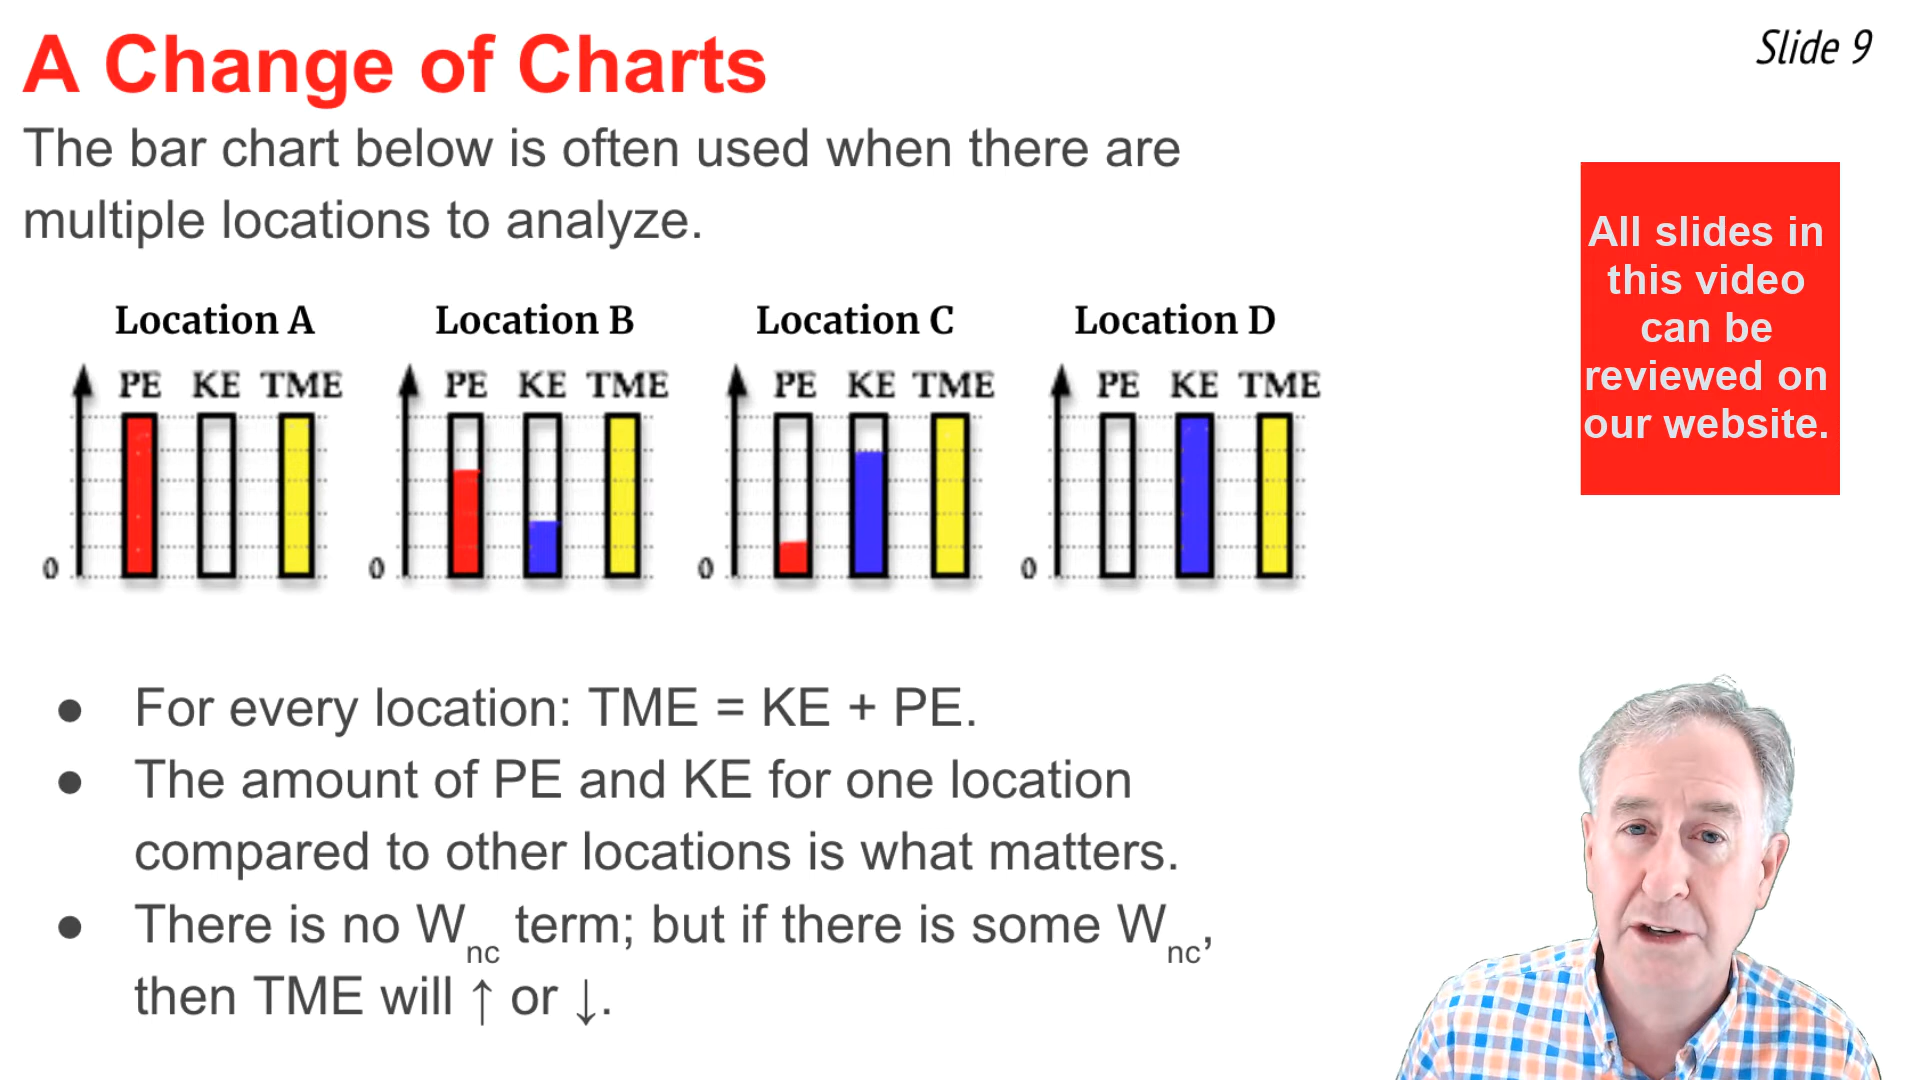 A Change of Charts
Slide 9
The bar chart below is often used when there are
multiple locations to analyze.
All slides in
this video
can be
reviewed on
our website.
Location A Location B Location C Location D
PE KE TME PE KE TME PE KE TME PE KE TME
0 0 0 0
● For every location: TME = KE + PE.
● The amount of PE and KE for one location
compared to other locations is what matters.
● There is no Wnc term; but if there is some Wnc,
then TME will ↑ or ↓.